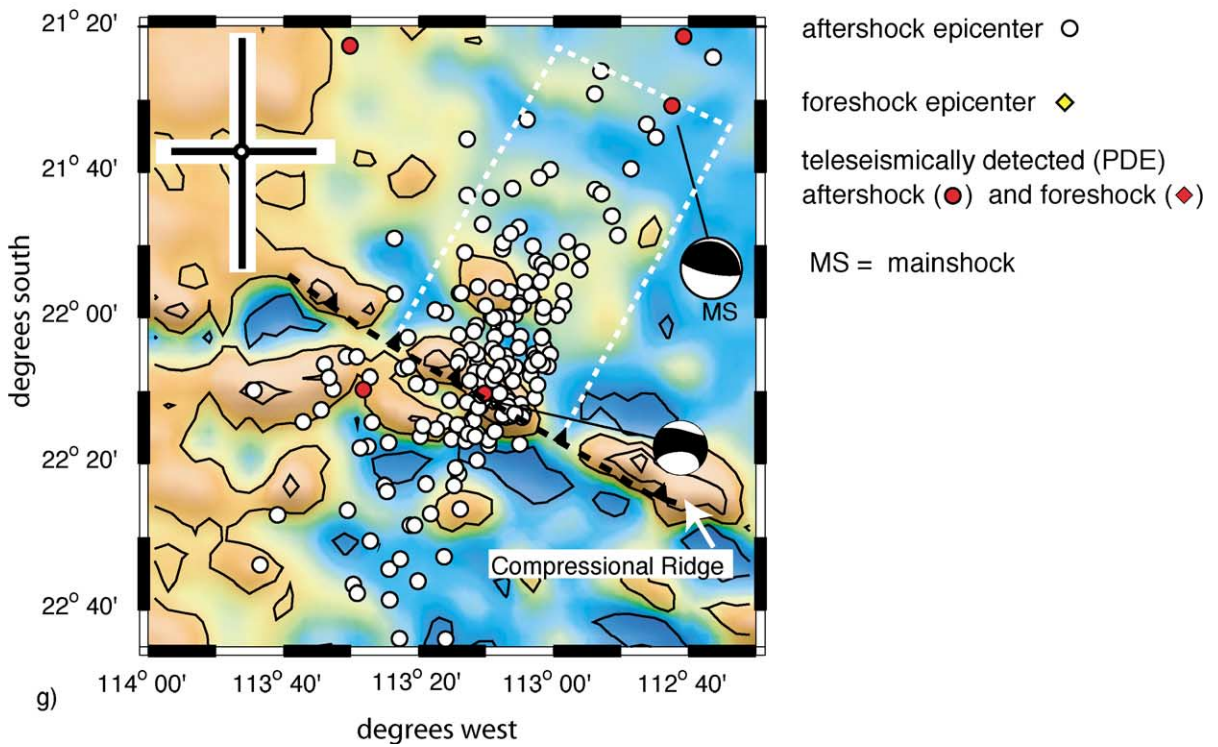 21° 20'
21° 40'
22° 00'
22° 20'
22° 40'
degrees south
114° 00'
113° 40'
113° 20'
113° 00'
112° 40'
degrees west
g)
MS
Compressional Ridge
aftershock epicenter
foreshock epicenter
teleseismically detected (PDE)
aftershock ( ) and foreshock ( )
MS = mainshock